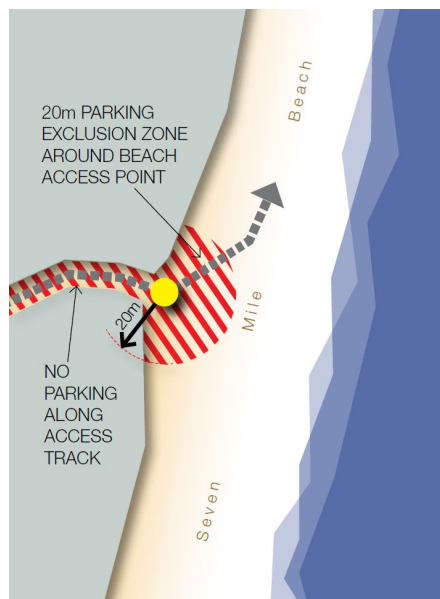 20m PARKING
EXCLUSION ZONE
AROUND BEACH
ACCESS POINT
20m
NO
PARKING
ALONG
ACCESS
TRACK
Seven Mile Beach